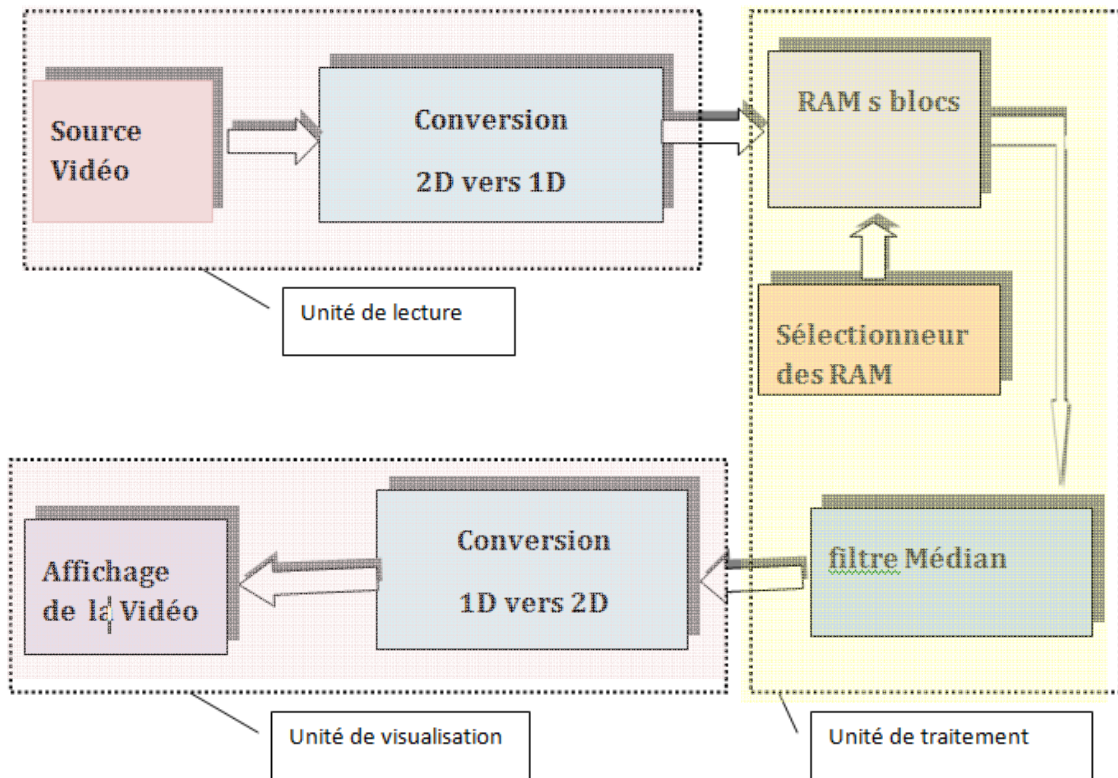 Source
Vidéo
Conversion
2D vers 1D
RAM s blocs
Unité de lecture
Sélectionneur
des RAM
Affichage
de la Vidéo
Conversion
1D vers 2D
filtre Médian
Unité de visualisation
Unité de traitement